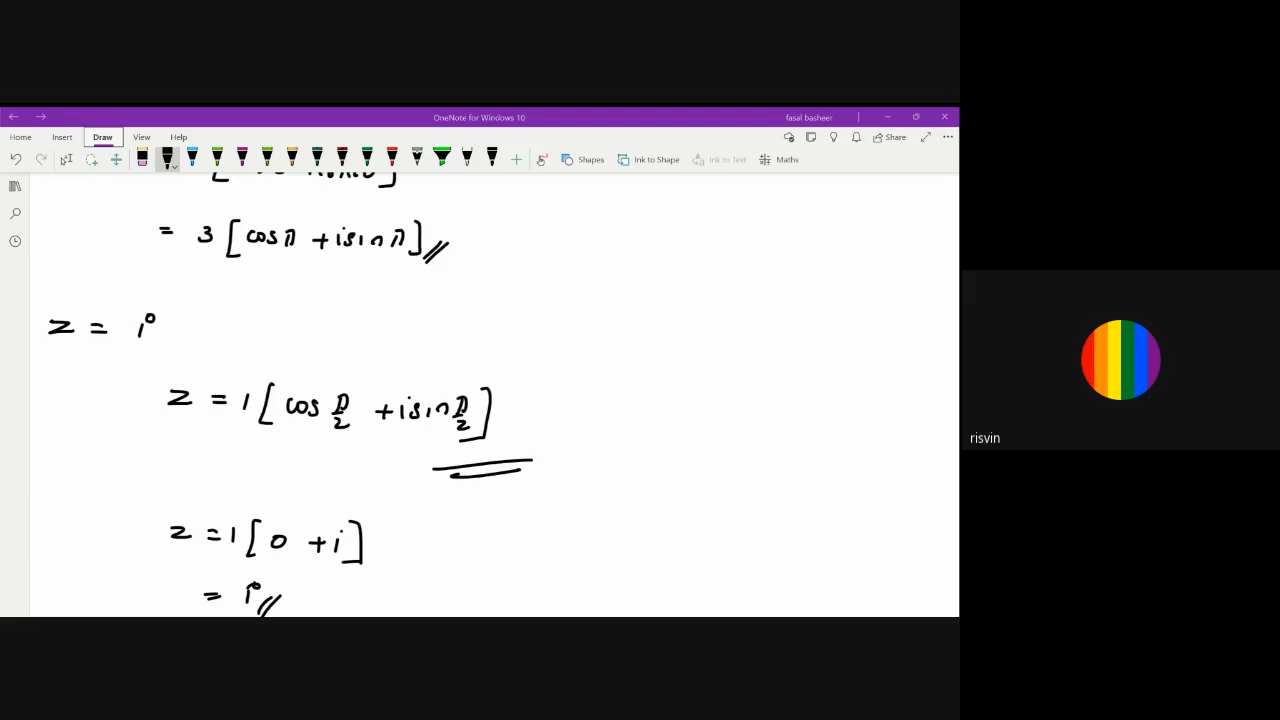 OneNote for Windows 10
fasal basheer
Home Insert Draw View Help
Share
Shapes Ink to Shape Ink to Text Maths
= 3 [cos π + i sin π]
z = i
z = 1 [cos π/2 + i sin π/2]
z = 1 [0 + i]
= i
risvin